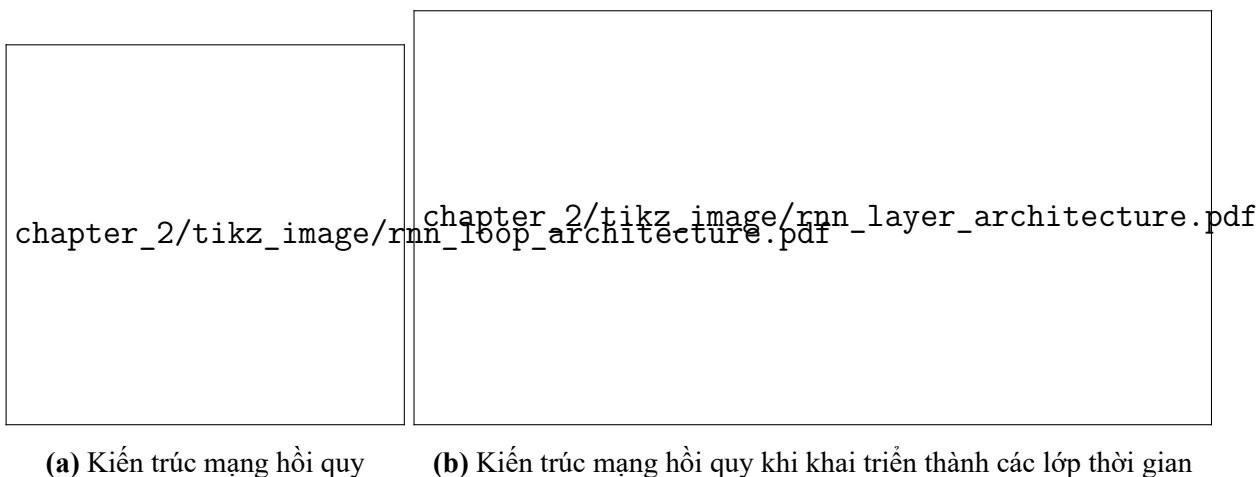 chapter_2/tikz_image/rnn_loop_architecture.pdf
chapter_2/tikz_image/rnn_layer_architecture.pdf
(a) Kiến trúc mạng hồi quy
(b) Kiến trúc mạng hồi quy khi khai triển thành các lớp thời gian